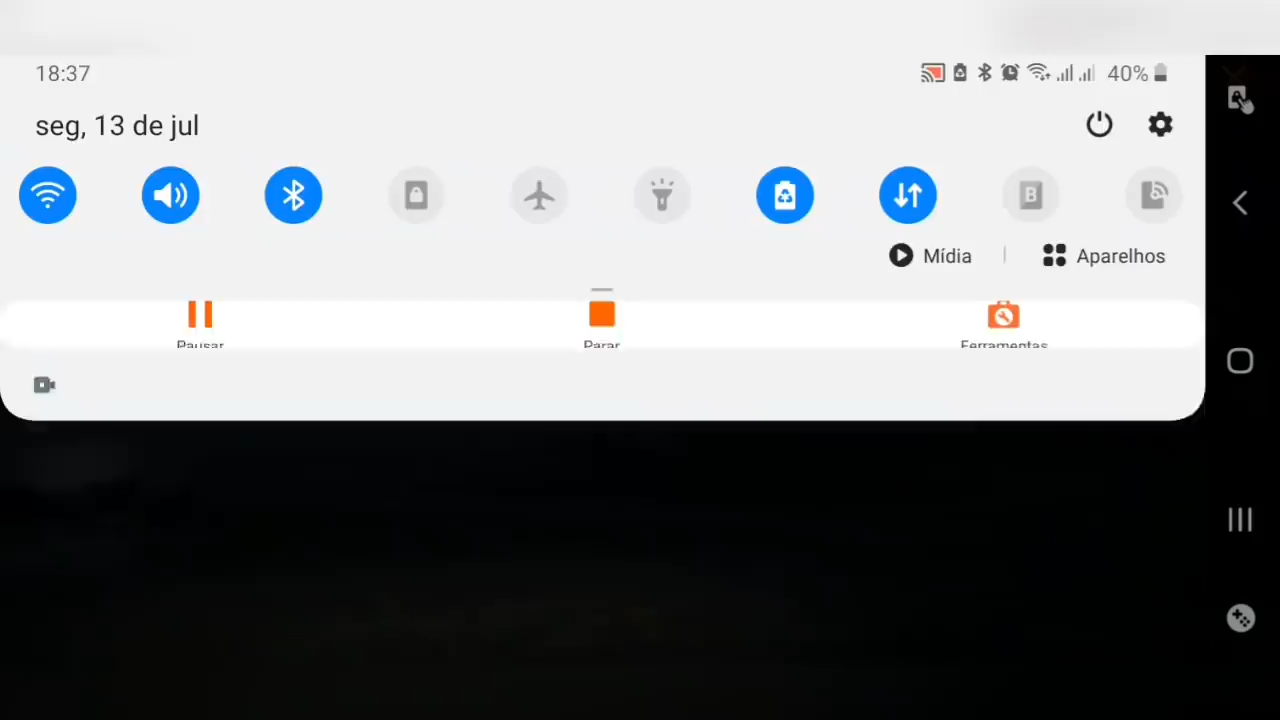 18:37
40%
seg, 13 de jul
B
Mídia
Aparelhos
Pausar
Parar
Ferramentas